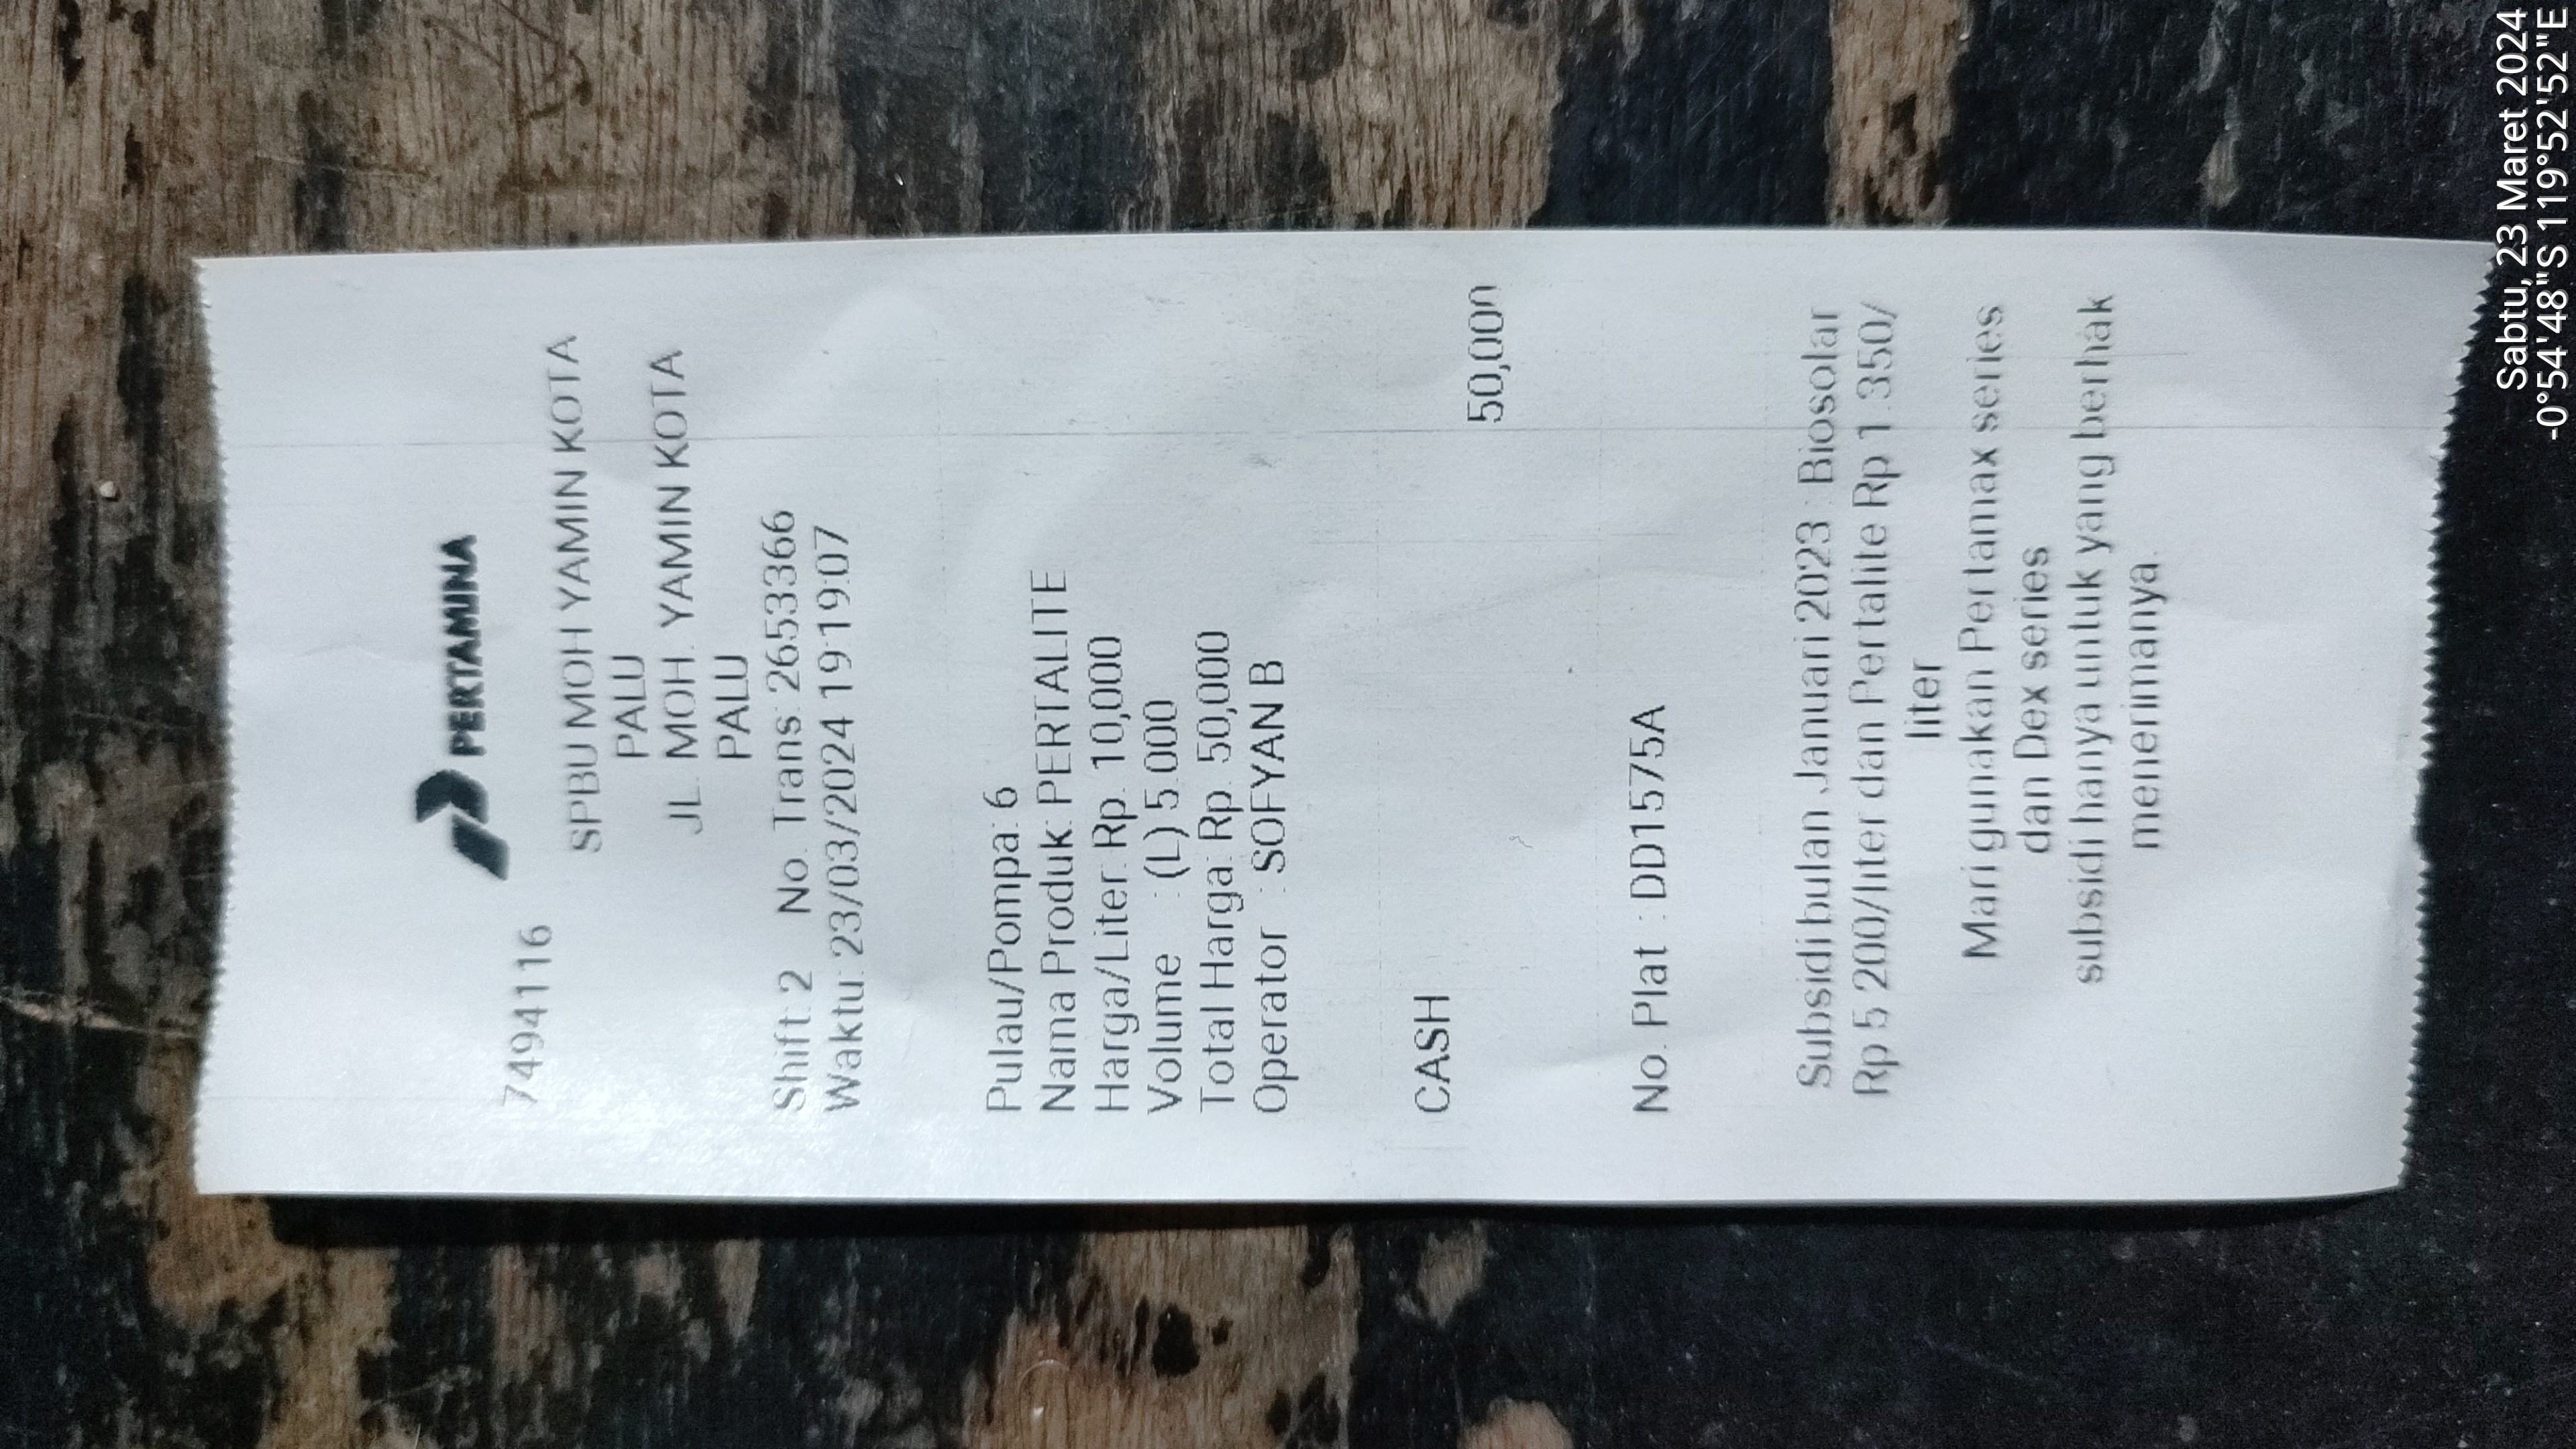 PERTAMINA
7494116
SPBU MOH YAMIN KOTA
PALU
JL. MOH. YAMIN KOTA
PALU
Shift: 2 No. Trans: 2653366
Waktu: 23/03/2024 19:19:07
Pulau/Pompa: 6
Nama Produk: PERTALITE
Harga/Liter: Rp. 10,000
Volume : (L) 5.000
Total Harga: Rp. 50,000
Operator : SOFYAN B
CASH
50,000
No. Plat : DD1575A
Subsidi bulan Januari 2023 : Biosolar
Rp 5.200/liter dan Pertalite Rp 1.350/
liter
Mari gunakan Pertamax series
dan Dex series
subsidi hanya untuk yang berhak
menerimanya.
Sabtu, 23 Maret 2024
-0°54'48"S 119°52'52"E